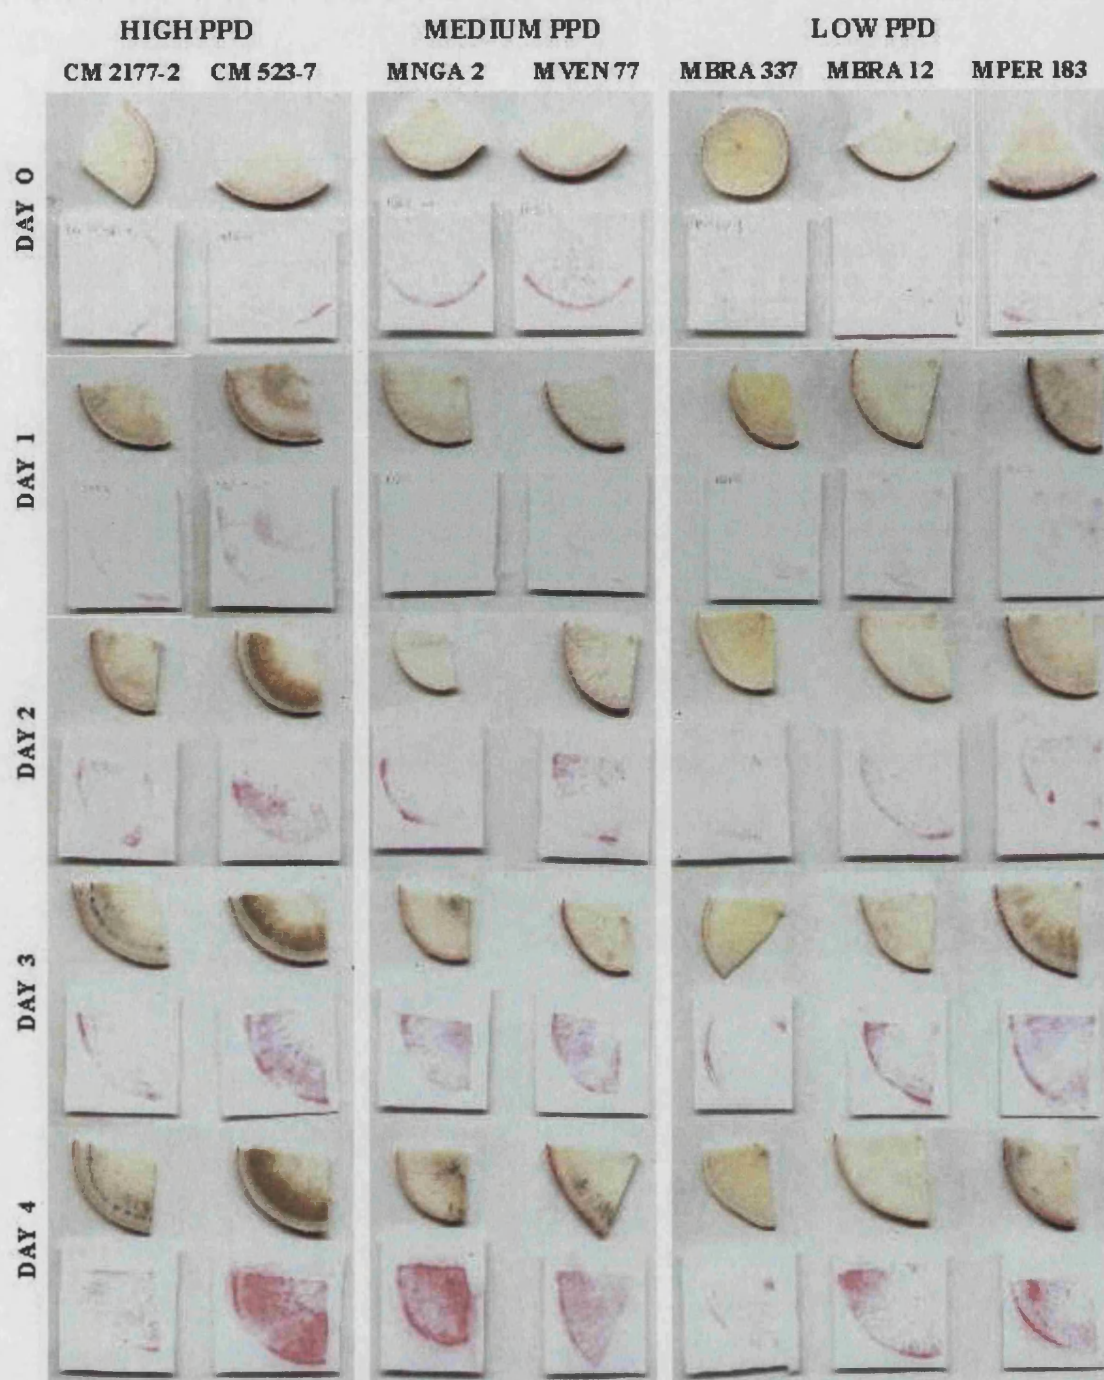 HIGH PPD MEDIUM PPD LOW PPD
CM 2177-2 CM 523-7 MNGA 2 MVEN 77 MBRA 337 MBRA 12 MPER 183
DAY O
DAY 1
DAY 2
DAY 3
DAY 4